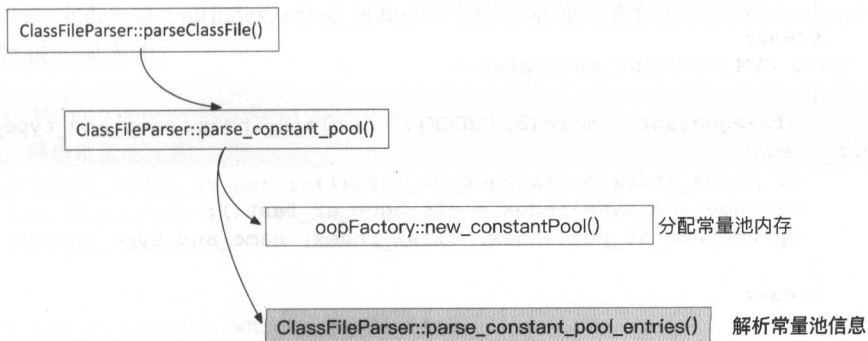 ClassFileParser::parseClassFile()
ClassFileParser::parse_constant_pool()
oopFactory::new_constantPool() 分配常量池内存
ClassFileParser::parse_constant_pool_entries() 解析常量池信息